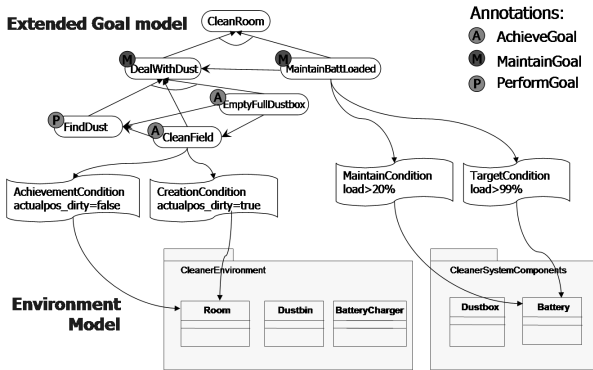 Extended Goal model
CleanRoom
Annotations:
A AchieveGoal
M MaintainGoal
P PerformGoal
M
DealWithDust
M
MaintainBattLoaded
A
EmptyFullDustbox
P
FindDust
A
CleanField
AchievementCondition
actualpos_dirty=false
CreationCondition
actualpos_dirty=true
MaintainCondition
load>20%
TargetCondition
load>99%
CleanerEnvironment
CleanerSystemComponents
Environment
Model
Room
Dustbin
BatteryCharger
Dustbox
Battery